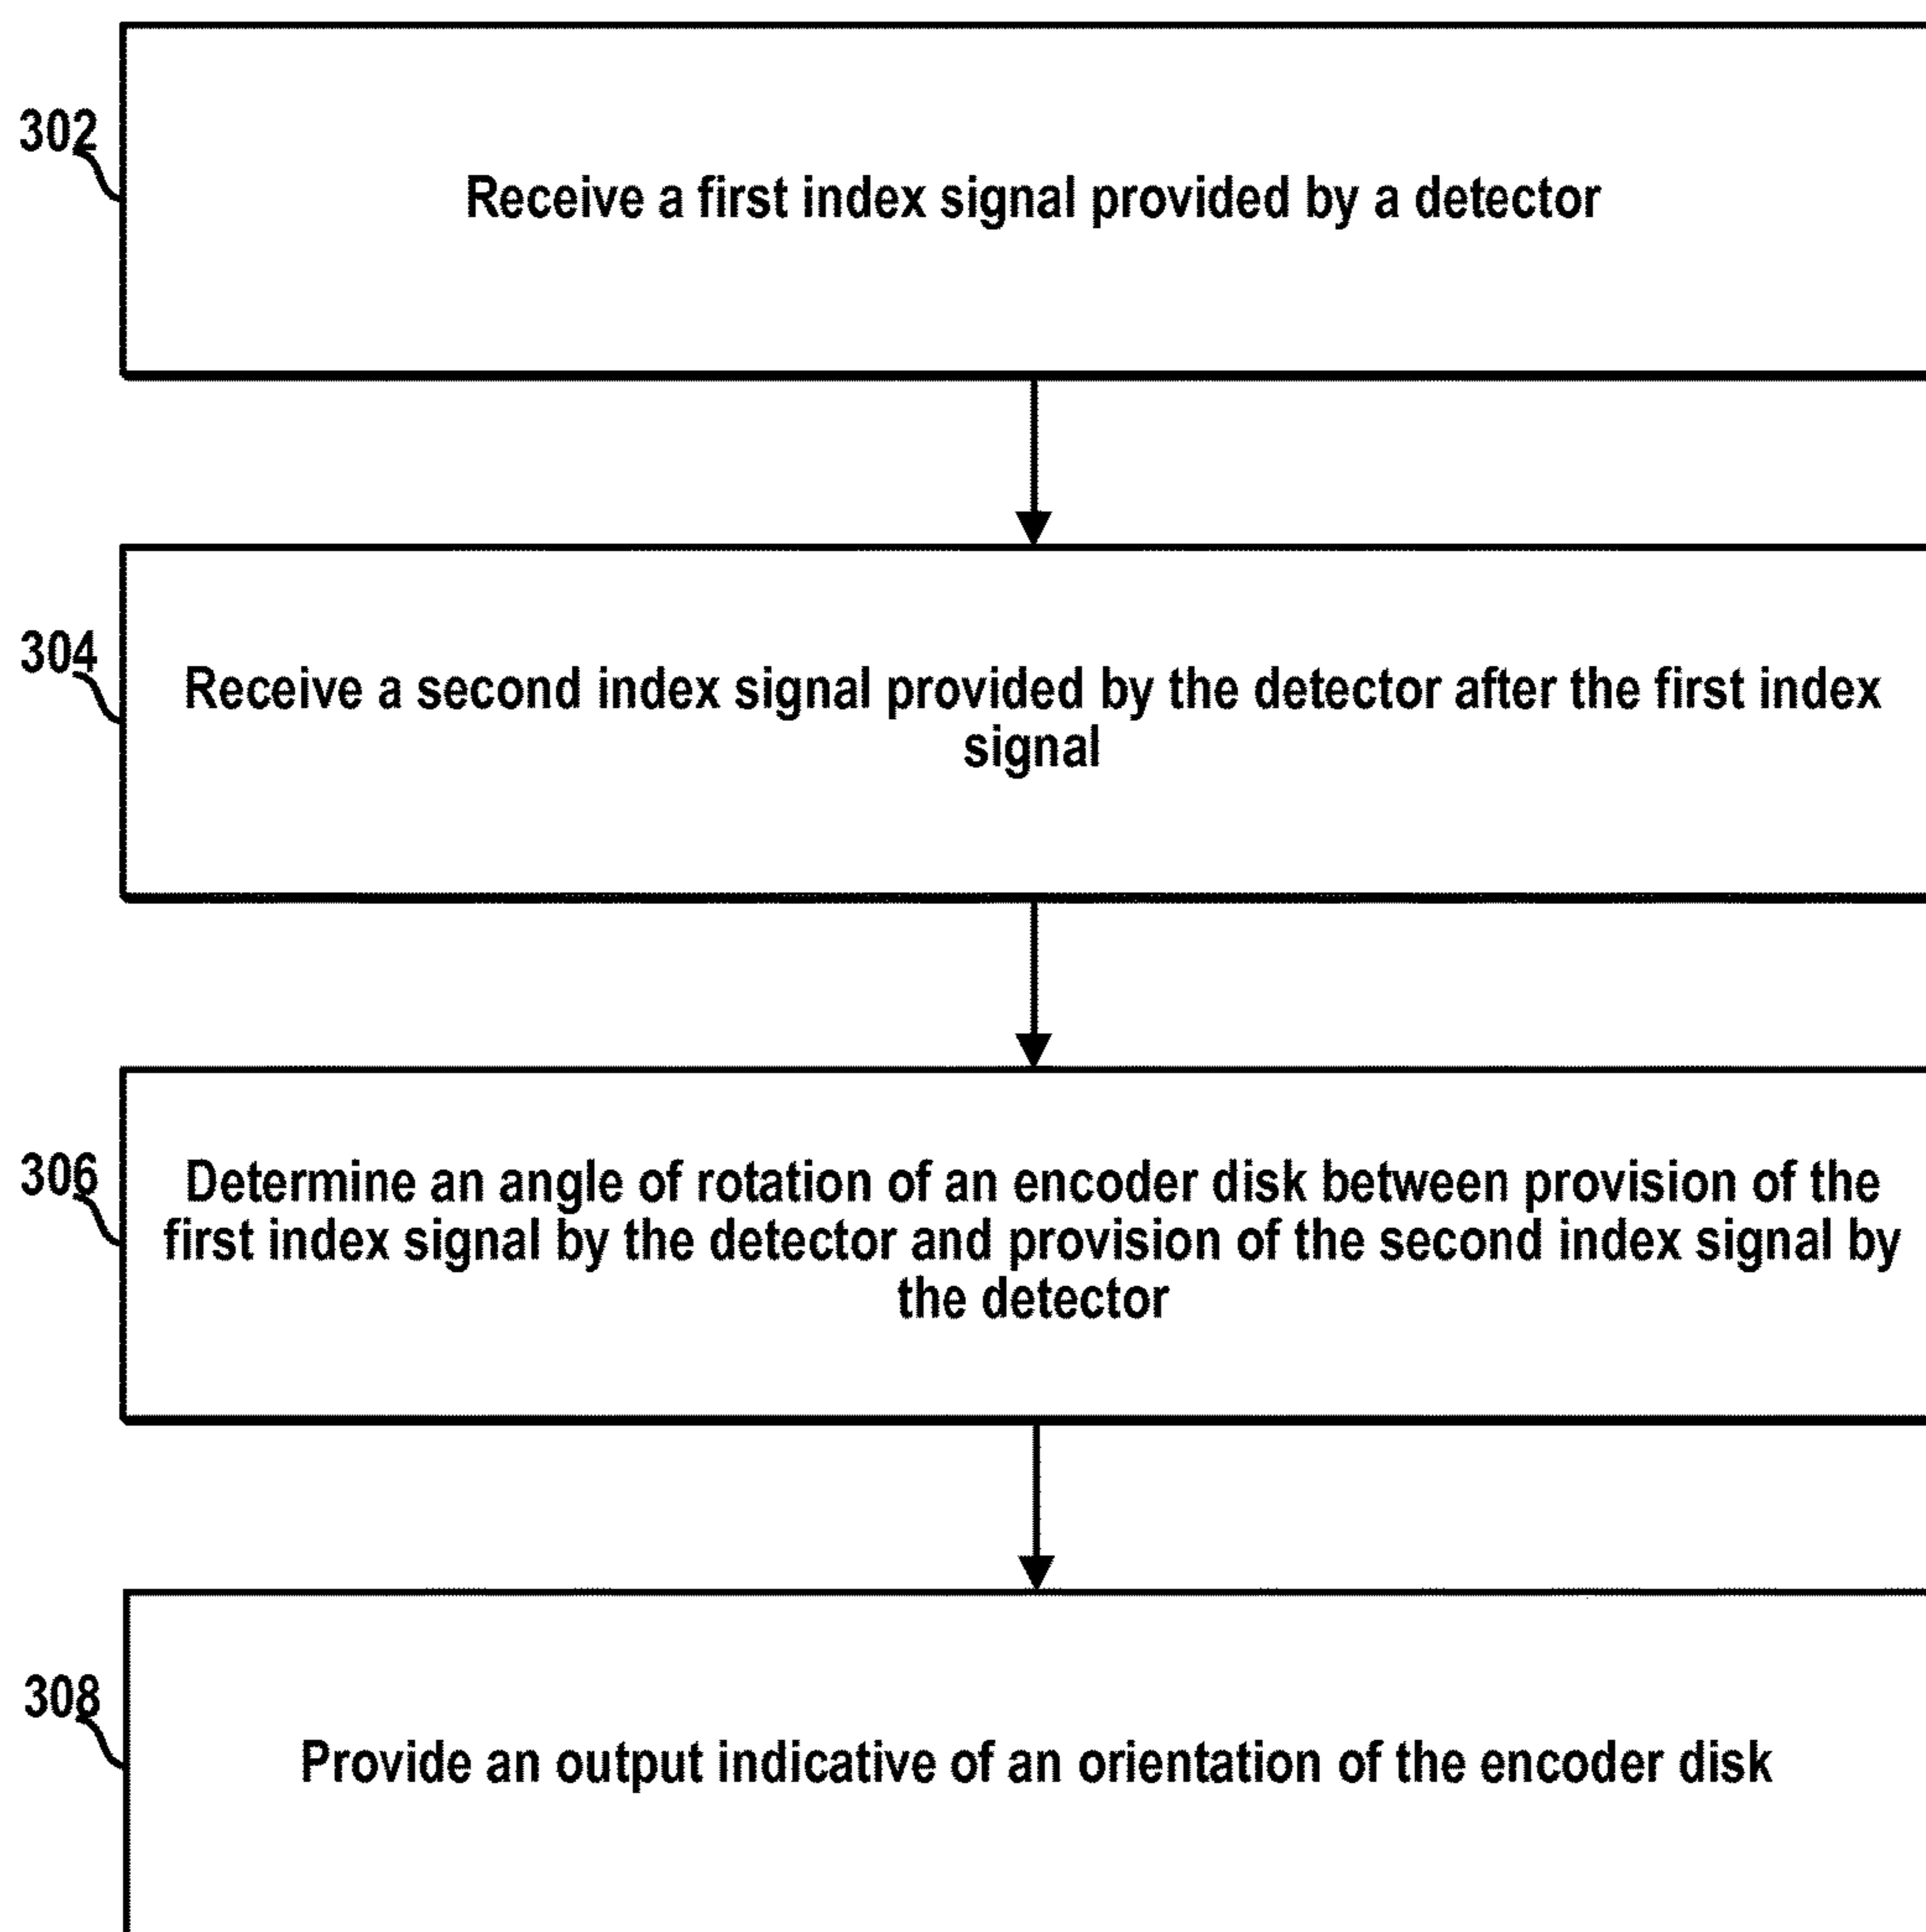 302
Receive a first index signal provided by a detector
304
Receive a second index signal provided by the detector after the first index
signal
306
Determine an angle of rotation of an encoder disk between provision of the
first index signal by the detector and provision of the second index signal by
the detector
308
Provide an output indicative of an orientation of the encoder disk